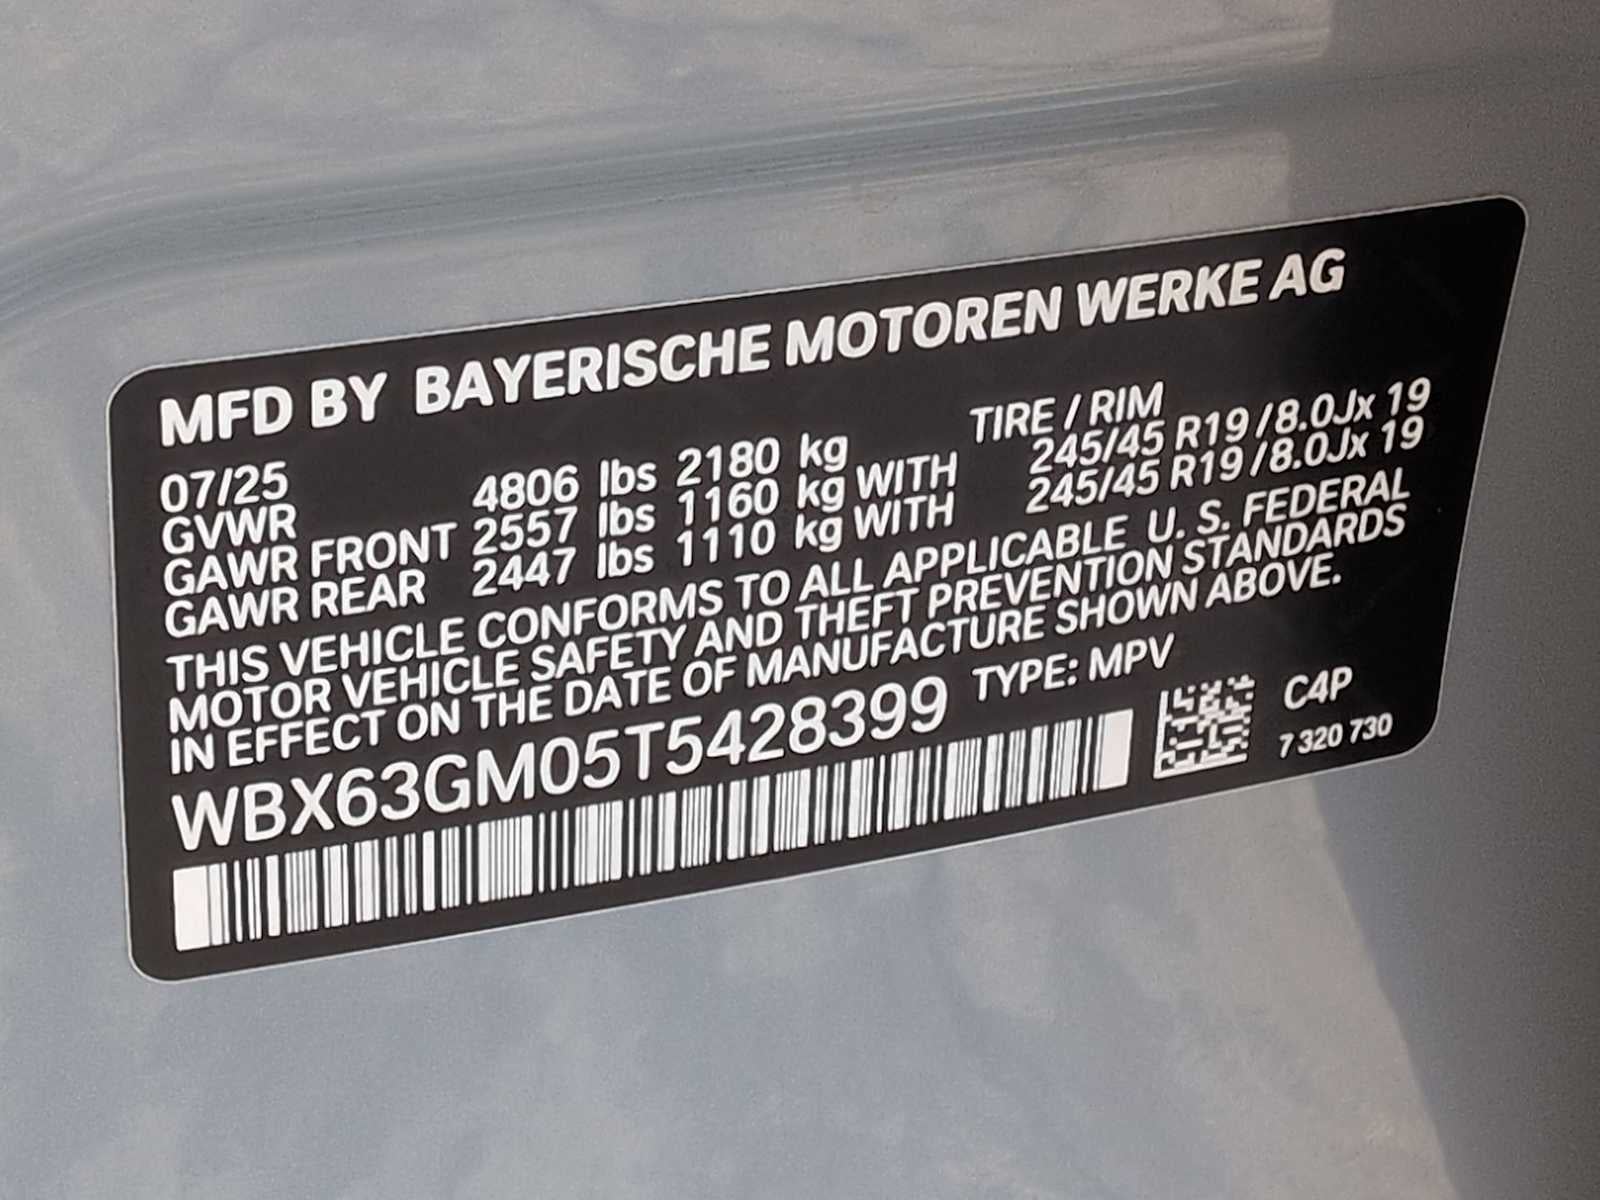 MFD BY BAYERISCHE MOTOREN WERKE AG
07/25 TIRE / RIM
GVWR 4806 lbs 2180 kg
GAWR FRONT 2557 lbs 1160 kg WITH 245/45 R19 /8.0Jx 19
GAWR REAR 2447 lbs 1110 kg WITH 245/45 R19 /8.0Jx 19
THIS VEHICLE CONFORMS TO ALL APPLICABLE U. S. FEDERAL
MOTOR VEHICLE SAFETY AND THEFT PREVENTION STANDARDS
IN EFFECT ON THE DATE OF MANUFACTURE SHOWN ABOVE.
WBX63GM05T5428399 TYPE: MPV
C4P
7 320 730